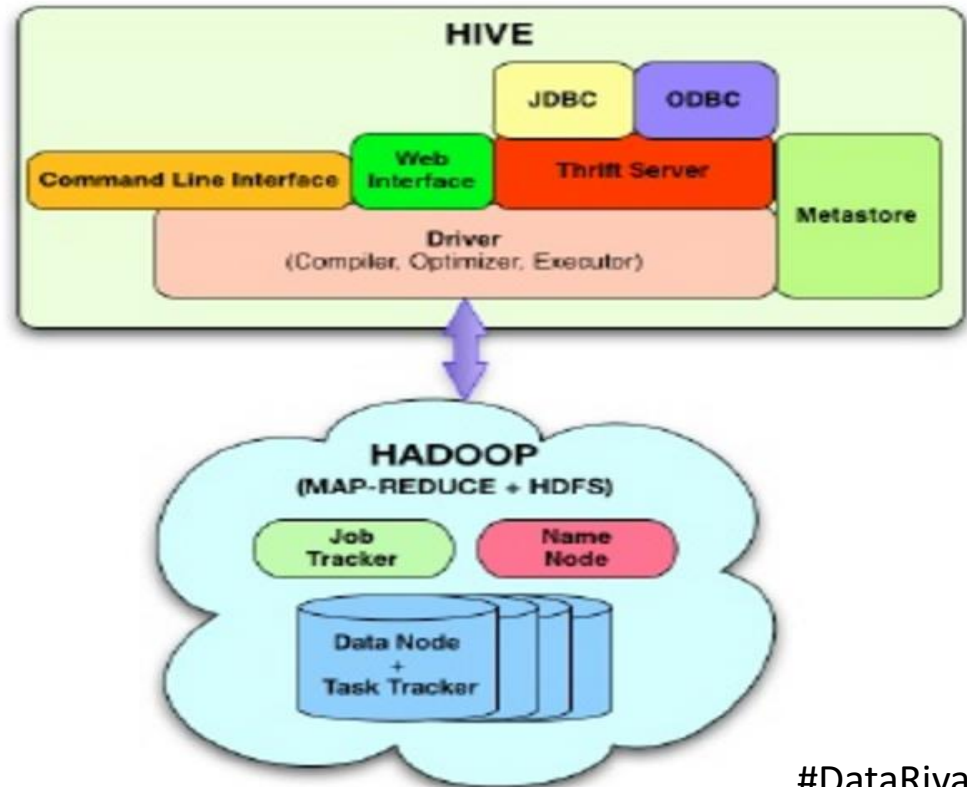 HIVE
JDBC
ODBC
Command Line Interface
Web
Interface
Thrift Server
Metastore
Driver
(Compiler, Optimizer, Executor)
HADOOP
(MAP-REDUCE + HDFS)
Job
Tracker
Name
Node
Data Node
+
Task Tracker